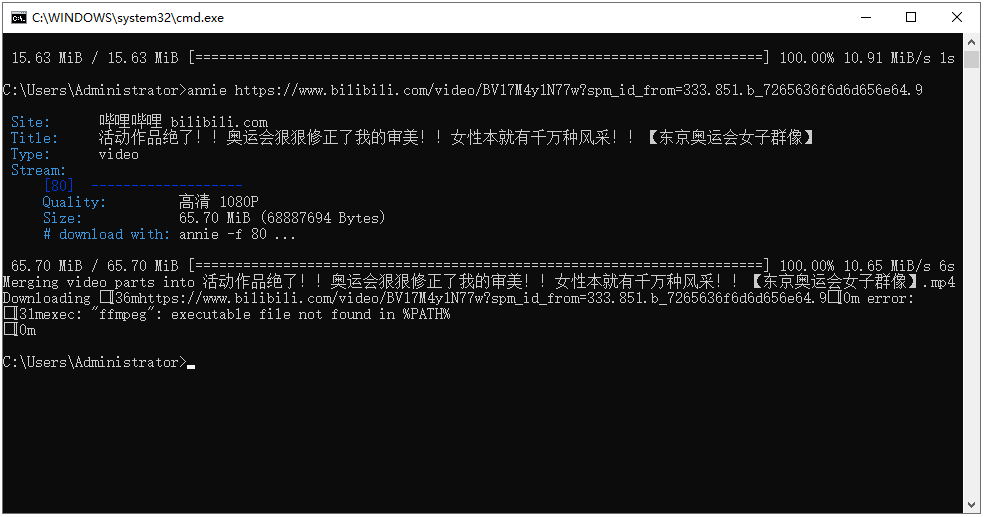 C:\WINDOWS\system32\cmd.exe
15.63 MiB / 15.63 MiB [=======================================================================] 100.00% 10.91 MiB/s 1s
C:\Users\Administrator>annie https://www.bilibili.com/video/BV17M4y1N77w?spm_id_from=333.851.b_7265636f6d6d656e64.9
Site: 哔哩哔哩 bilibili.com
Title: 活动作品绝了！！奥运会狠狠修正了我的审美！！女性本就有千万种风采！！【东京奥运会女子群像】
Type: video
Stream:
[80] -------------------
Quality: 高清 1080P
Size: 65.70 MiB (68887694 Bytes)
# download with: annie -f 80 ...
65.70 MiB / 65.70 MiB [=======================================================================] 100.00% 10.65 MiB/s 6s
Merging video parts into 活动作品绝了！！奥运会狠狠修正了我的审美！！女性本就有千万种风采！！【东京奥运会女子群像】.mp4
Downloading □[36mhttps://www.bilibili.com/video/BV17M4y1N77w?spm_id_from=333.851.b_7265636f6d6d656e64.9□[0m error:
□[31mexec: "ffmpeg": executable file not found in %PATH%
□[0m
C:\Users\Administrator>